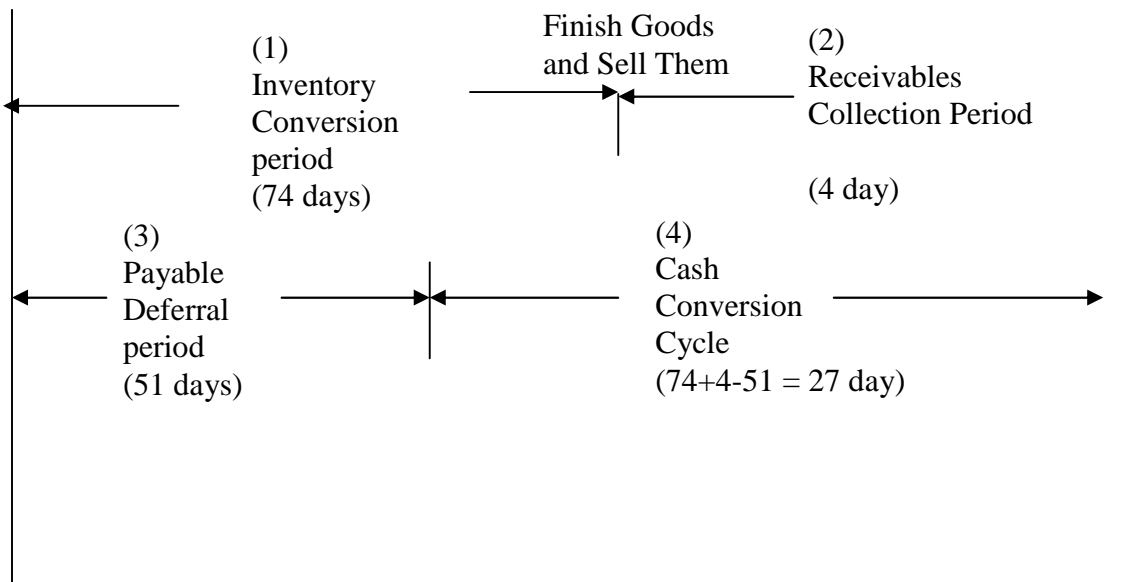 (1)
Inventory
Conversion
period
(74 days)
Finish Goods
and Sell Them
(2)
Receivables
Collection Period
(4 day)
(3)
Payable
Deferral
period
(51 days)
(4)
Cash
Conversion
Cycle
(74+4-51 = 27 day)